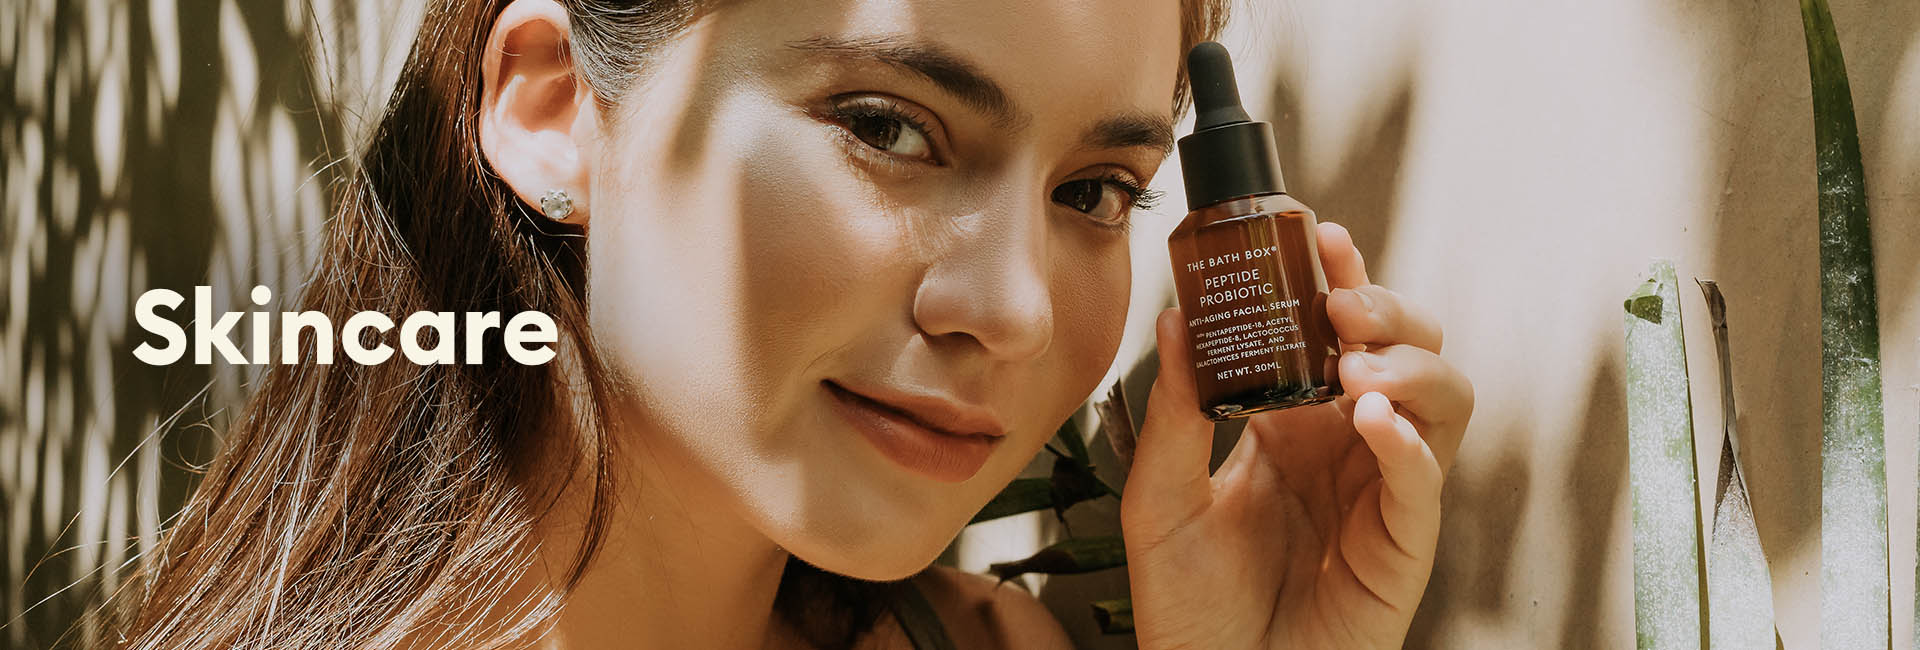 Skincare
THE BATH BOX®
PEPTIDE
PROBIOTIC
ANTI-AGING FACIAL SERUM
WITH PENTAPEPTIDE-18, ACETYL
HEXAPEPTIDE-8, LACTOCOCCUS
FERMENT LYSATE, AND
GALACTOMYCES FERMENT FILTRATE
NET WT. 30ML